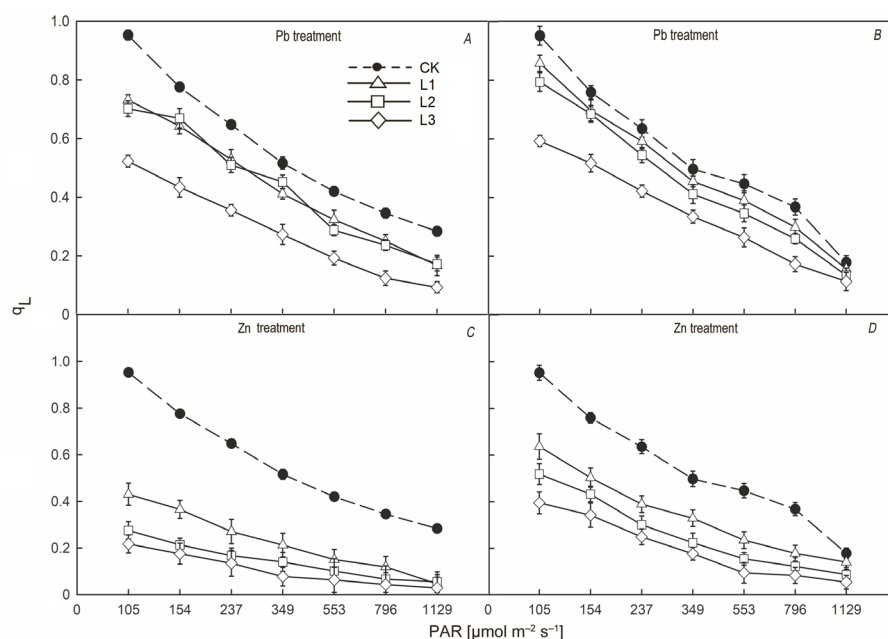 1.0
Pb treatment
A
Pb treatment
B
CK
L1
L2
L3
0.8
0.6
0.4
0.2
0
qL
Zn treatment
C
Zn treatment
D
1.0
0.8
0.6
0.4
0.2
0
0 105 154 237 349 553 796 1129 0 105 154 237 349 553 796 1129
PAR [µmol m⁻² s⁻¹]